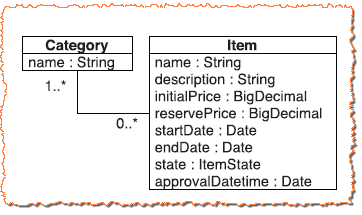 Category
name : String
1..*
0..*
Item
name : String
description : String
initialPrice : BigDecimal
reservePrice : BigDecimal
startDate : Date
endDate : Date
state : ItemState
approvalDatetime : Date